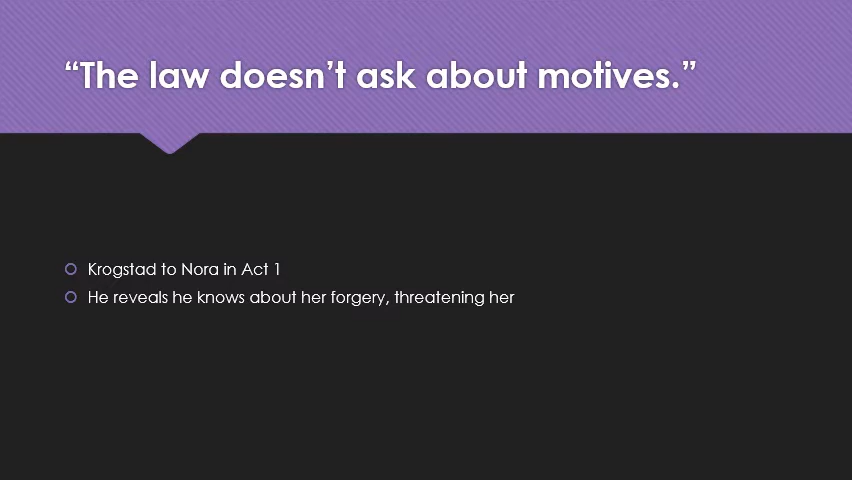 “The law doesn’t ask about motives.”
Krogstad to Nora in Act 1
He reveals he knows about her forgery, threatening her